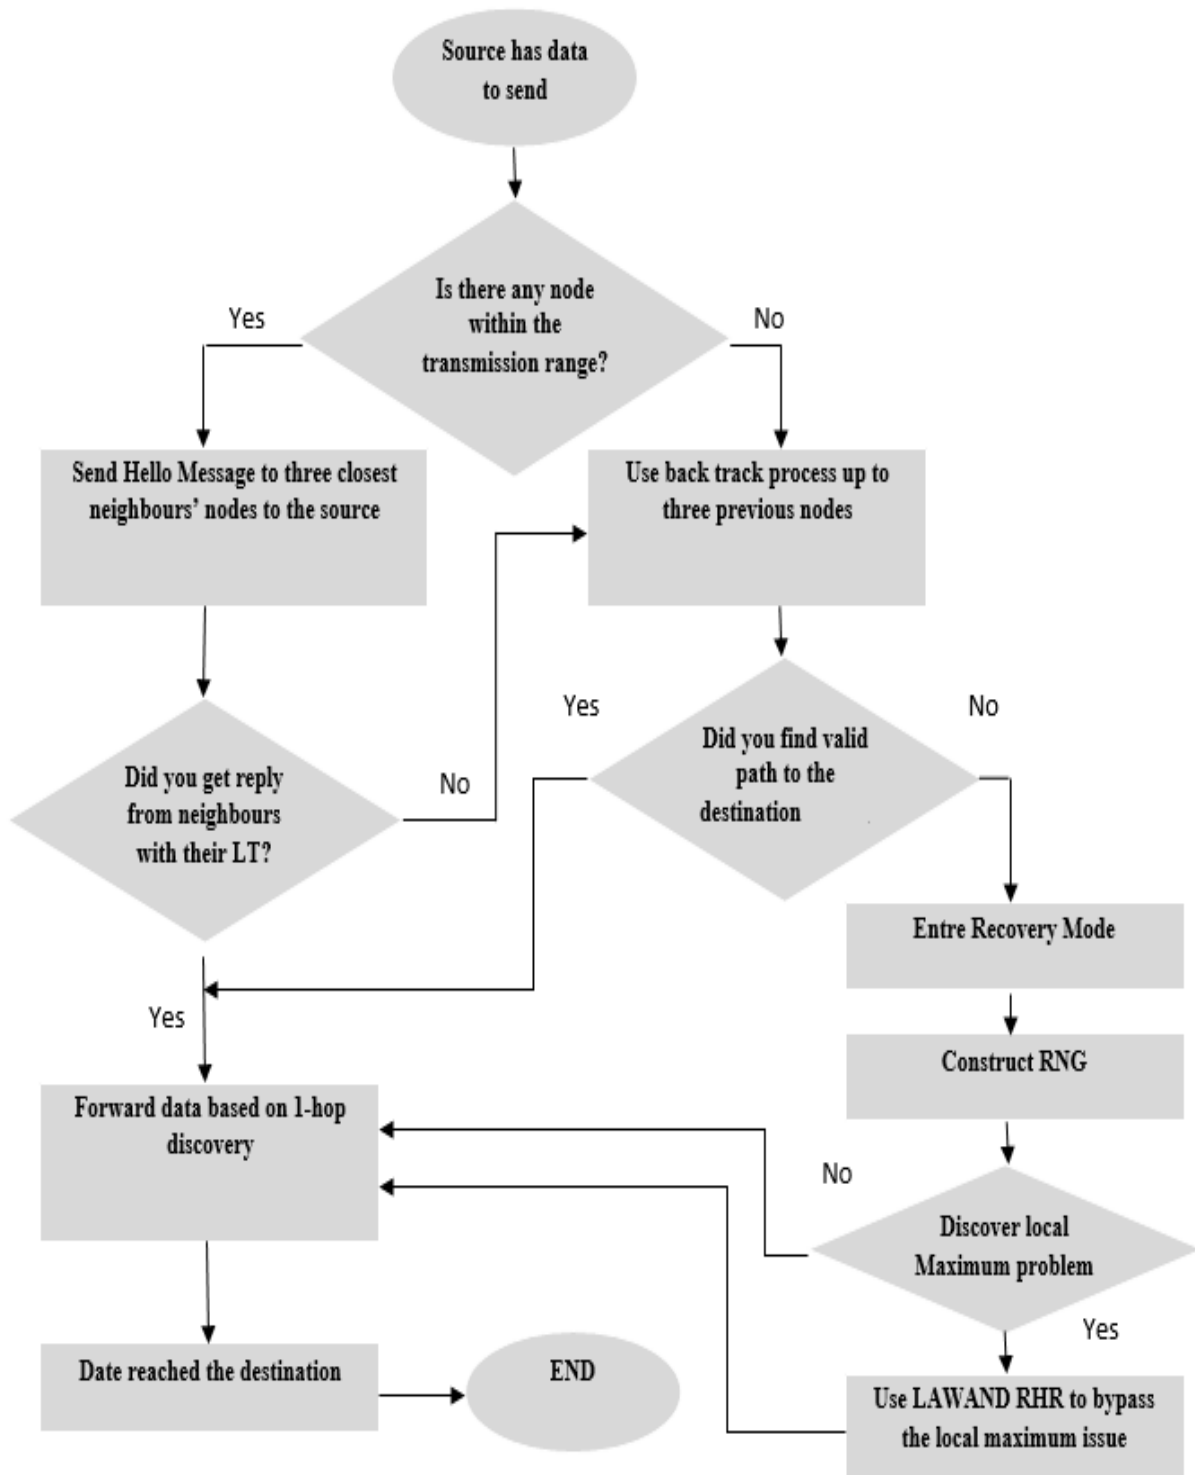 Source has data
to send
Is there any node
within the
transmission range?
Yes
No
Send Hello Message to three closest
neighbours’ nodes to the source
Use back track process up to
three previous nodes
Did you get reply
from neighbours
with their LT?
No
Yes
Did you find valid
path to the
destination
Yes
No
Entre Recovery Mode
Construct RNG
Forward data based on 1-hop
discovery
No
Discover local
Maximum problem
Yes
Use LAWAND RHR to bypass
the local maximum issue
Date reached the destination
END